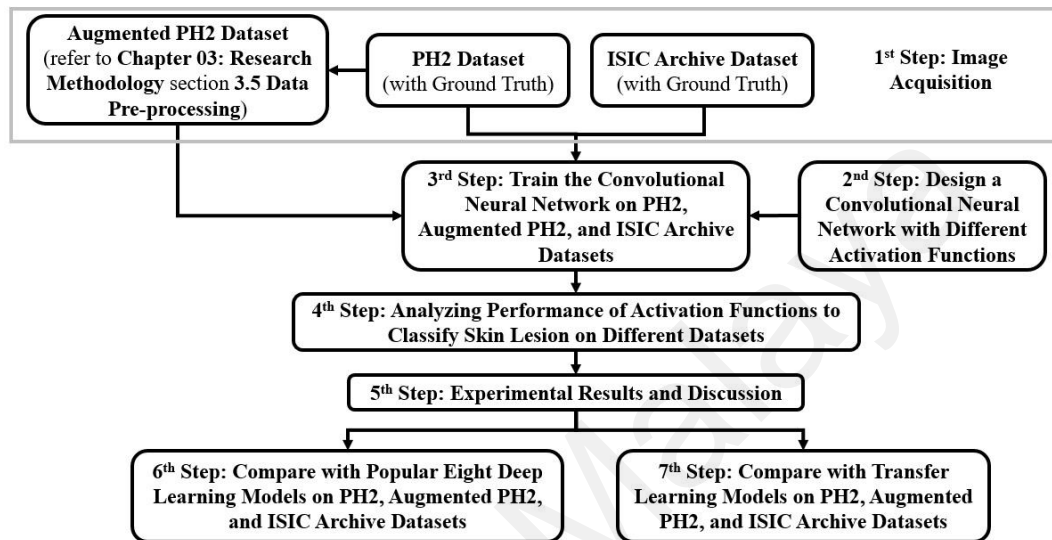 Augmented PH2 Dataset
(refer to Chapter 03: Research
Methodology section 3.5 Data
Pre-processing)
PH2 Dataset
(with Ground Truth)
ISIC Archive Dataset
(with Ground Truth)
1st Step: Image
Acquisition
3rd Step: Train the Convolutional
Neural Network on PH2,
Augmented PH2, and ISIC Archive
Datasets
2nd Step: Design a
Convolutional Neural
Network with Different
Activation Functions
4th Step: Analyzing Performance of Activation Functions to
Classify Skin Lesion on Different Datasets
5th Step: Experimental Results and Discussion
6th Step: Compare with Popular Eight Deep
Learning Models on PH2, Augmented PH2,
and ISIC Archive Datasets
7th Step: Compare with Transfer
Learning Models on PH2, Augmented
PH2, and ISIC Archive Datasets
Malaya